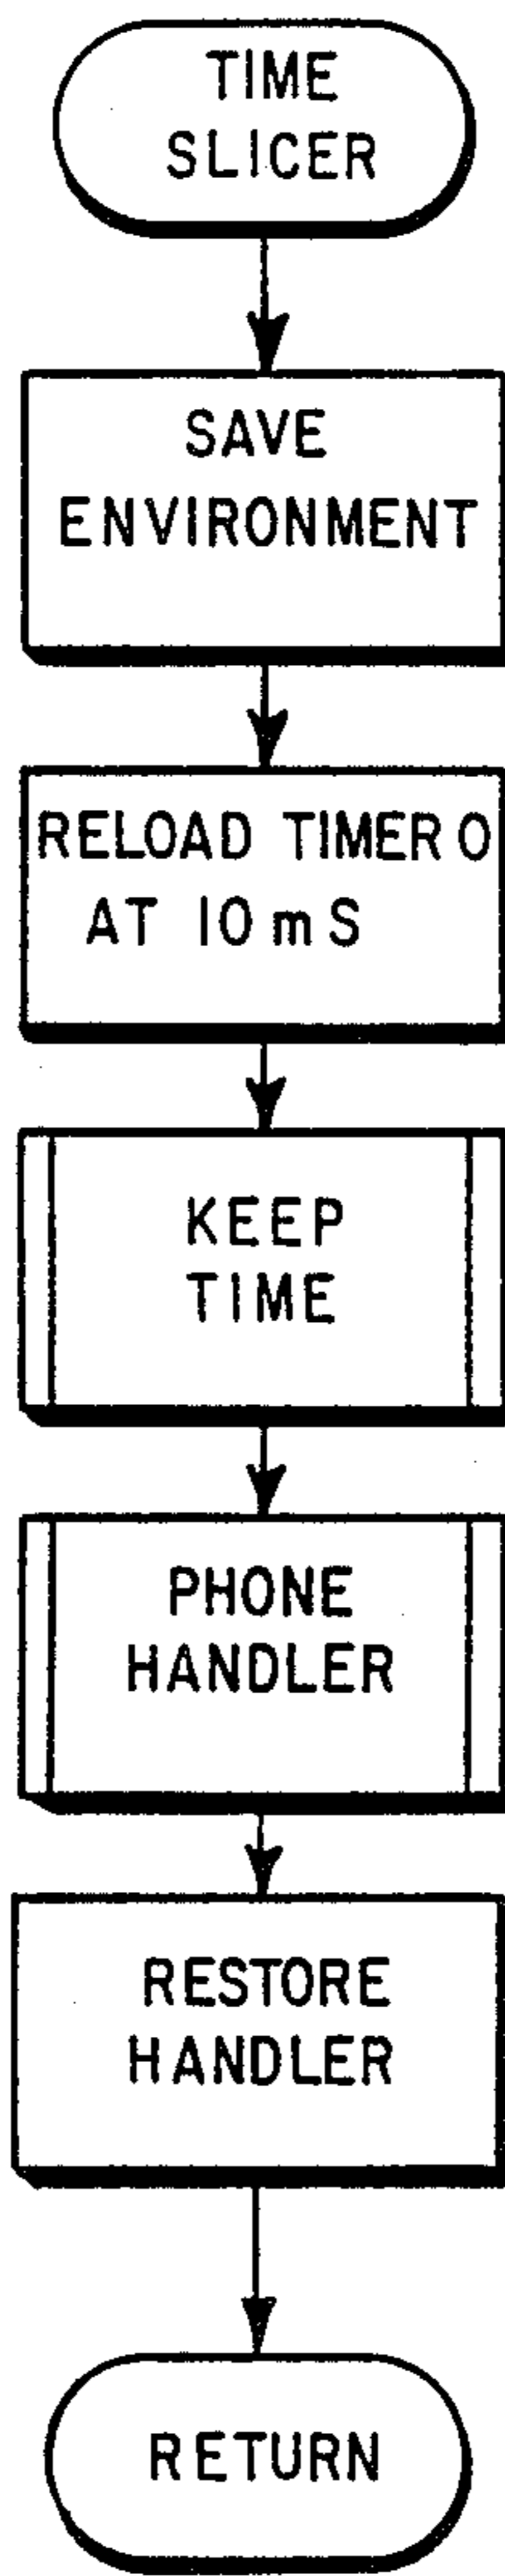 TIME
SLICER
SAVE
ENVIRONMENT
RELOAD TIMER 0
AT 10 mS
KEEP
TIME
PHONE
HANDLER
RESTORE
HANDLER
RETURN